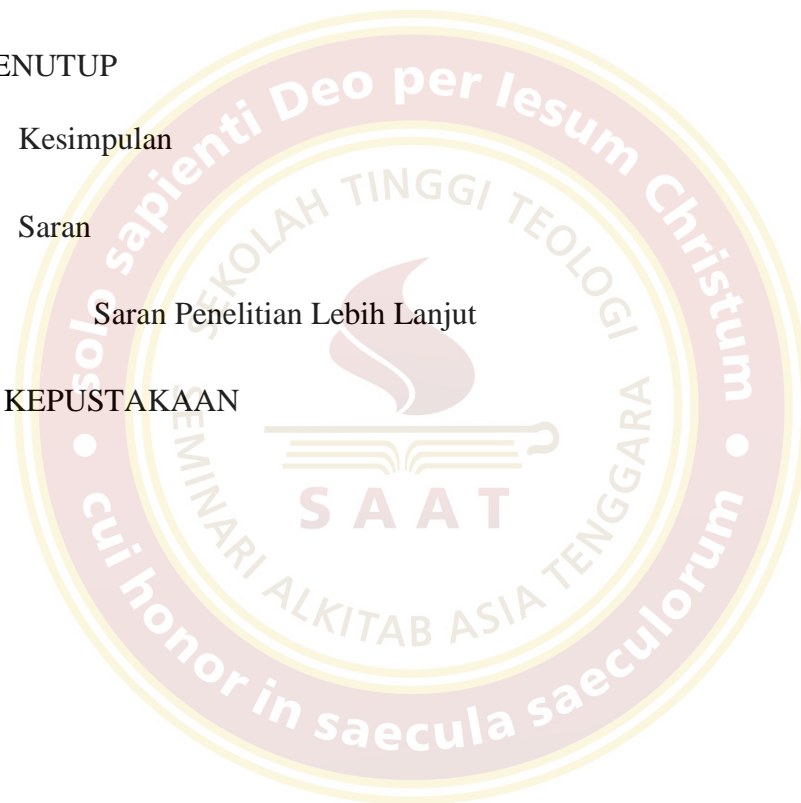 ENUTUP
Kesimpulan
Saran
Saran Penelitian Lebih Lanjut
KEPUSTAKAAN
solo sapienti Deo per Iesum Christum
cui honor in saecula saeculorum
SEKOLAH TINGGI TEOLOGI
SEMINARI ALKITAB ASIA TENGGARA
SAAT